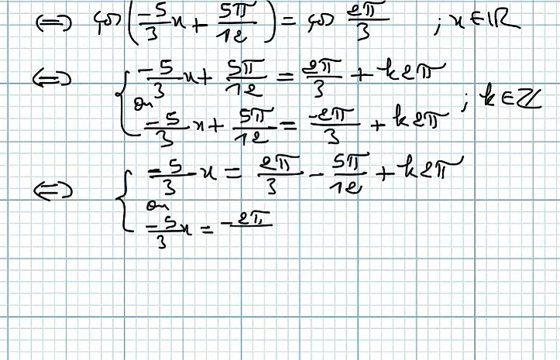 ⇔ cos(-5/3 x + 5π/12) = cos 2π/3 ; x∈ℝ
⇔ { -5/3 x + 5π/12 = 2π/3 + k2π
ou ; k∈ℤ
-5/3 x + 5π/12 = -2π/3 + k2π
⇔ { -5/3 x = 2π/3 - 5π/12 + k2π
ou
-5/3 x = -2π